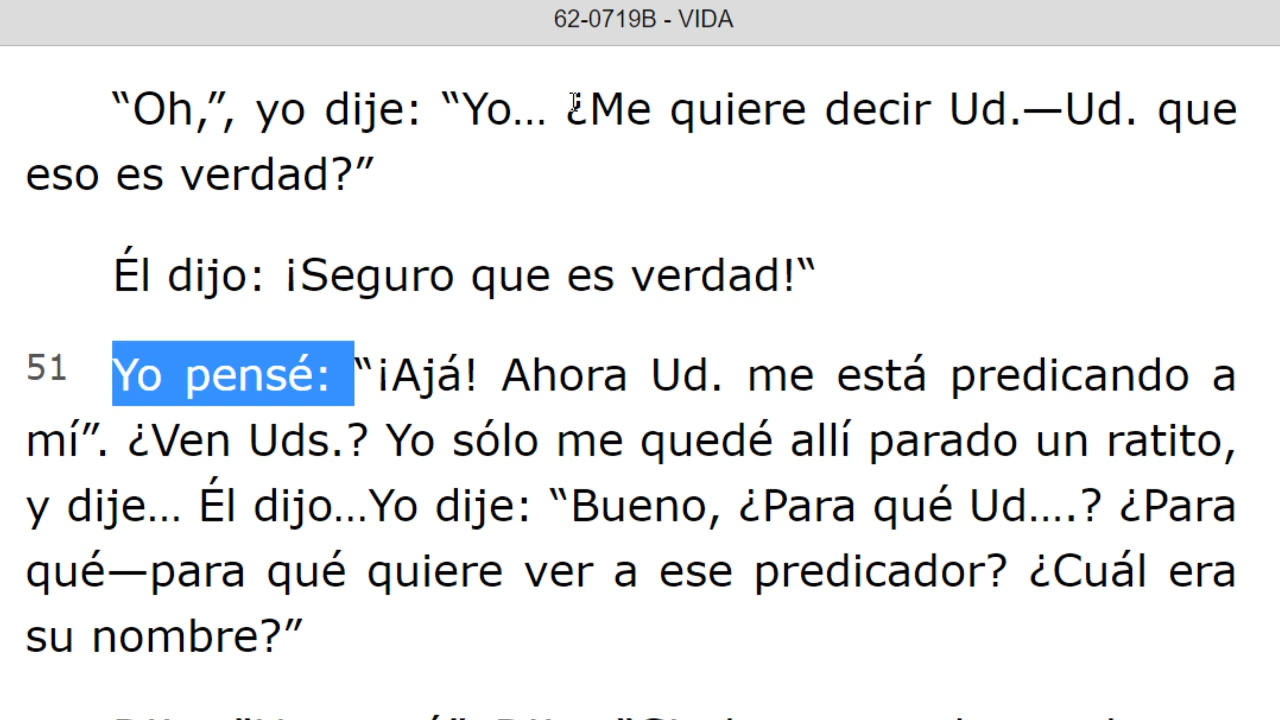 62-0719B - VIDA
“Oh,”, yo dije: “Yo… ¿Me quiere decir Ud.—Ud. que
eso es verdad?”
Él dijo: ¡Seguro que es verdad!“
51 Yo pensé: “¡Ajá! Ahora Ud. me está predicando a
mí”. ¿Ven Uds.? Yo sólo me quedé allí parado un ratito,
y dije… Él dijo…Yo dije: “Bueno, ¿Para qué Ud….? ¿Para
qué—para qué quiere ver a ese predicador? ¿Cuál era
su nombre?”